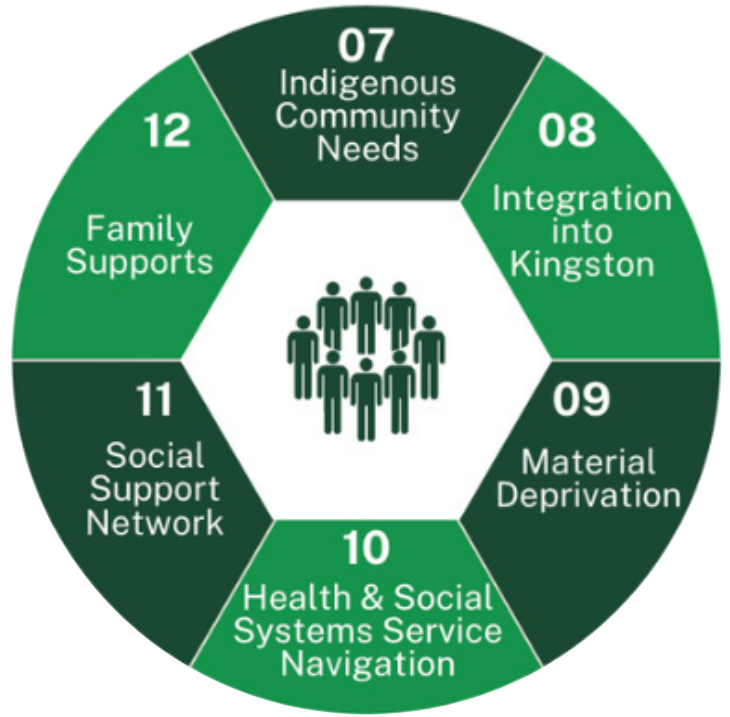 07
Indigenous
Community
Needs
08
Integration
into
Kingston
09
Material
Deprivation
10
Health & Social
Systems Service
Navigation
11
Social
Support
Network
12
Family
Supports